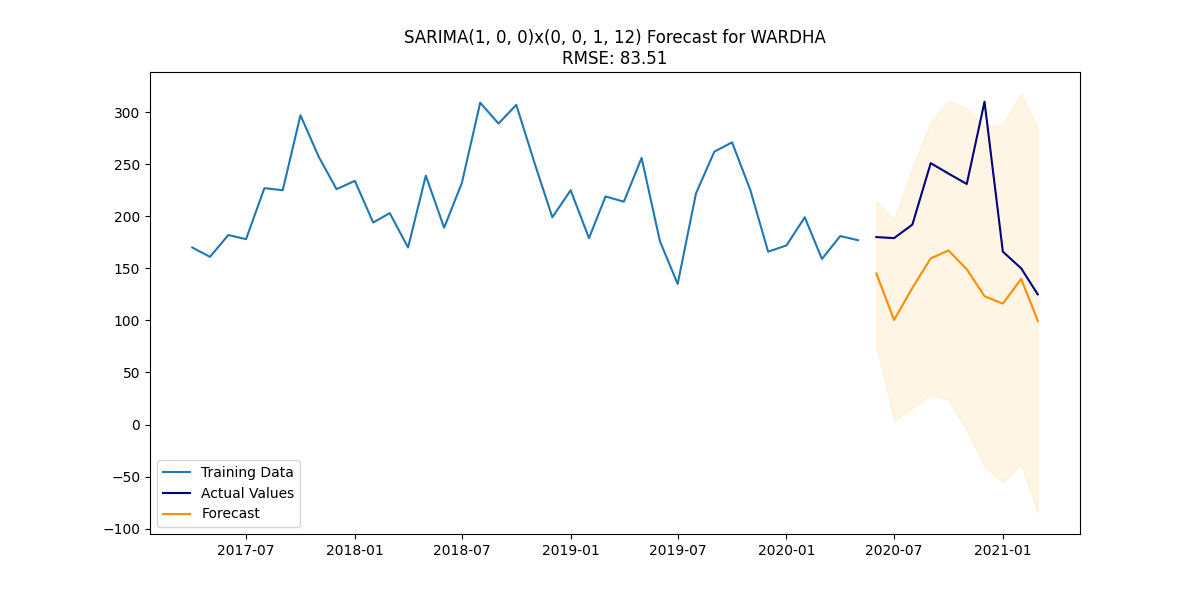 SARIMA(1, 0, 0)x(0, 0, 1, 12) Forecast for WARDHA
RMSE: 83.51
300
250
200
150
100
50
0
−50
−100
Training Data
Actual Values
Forecast
2017-07 2018-01 2018-07 2019-01 2019-07 2020-01 2020-07 2021-01